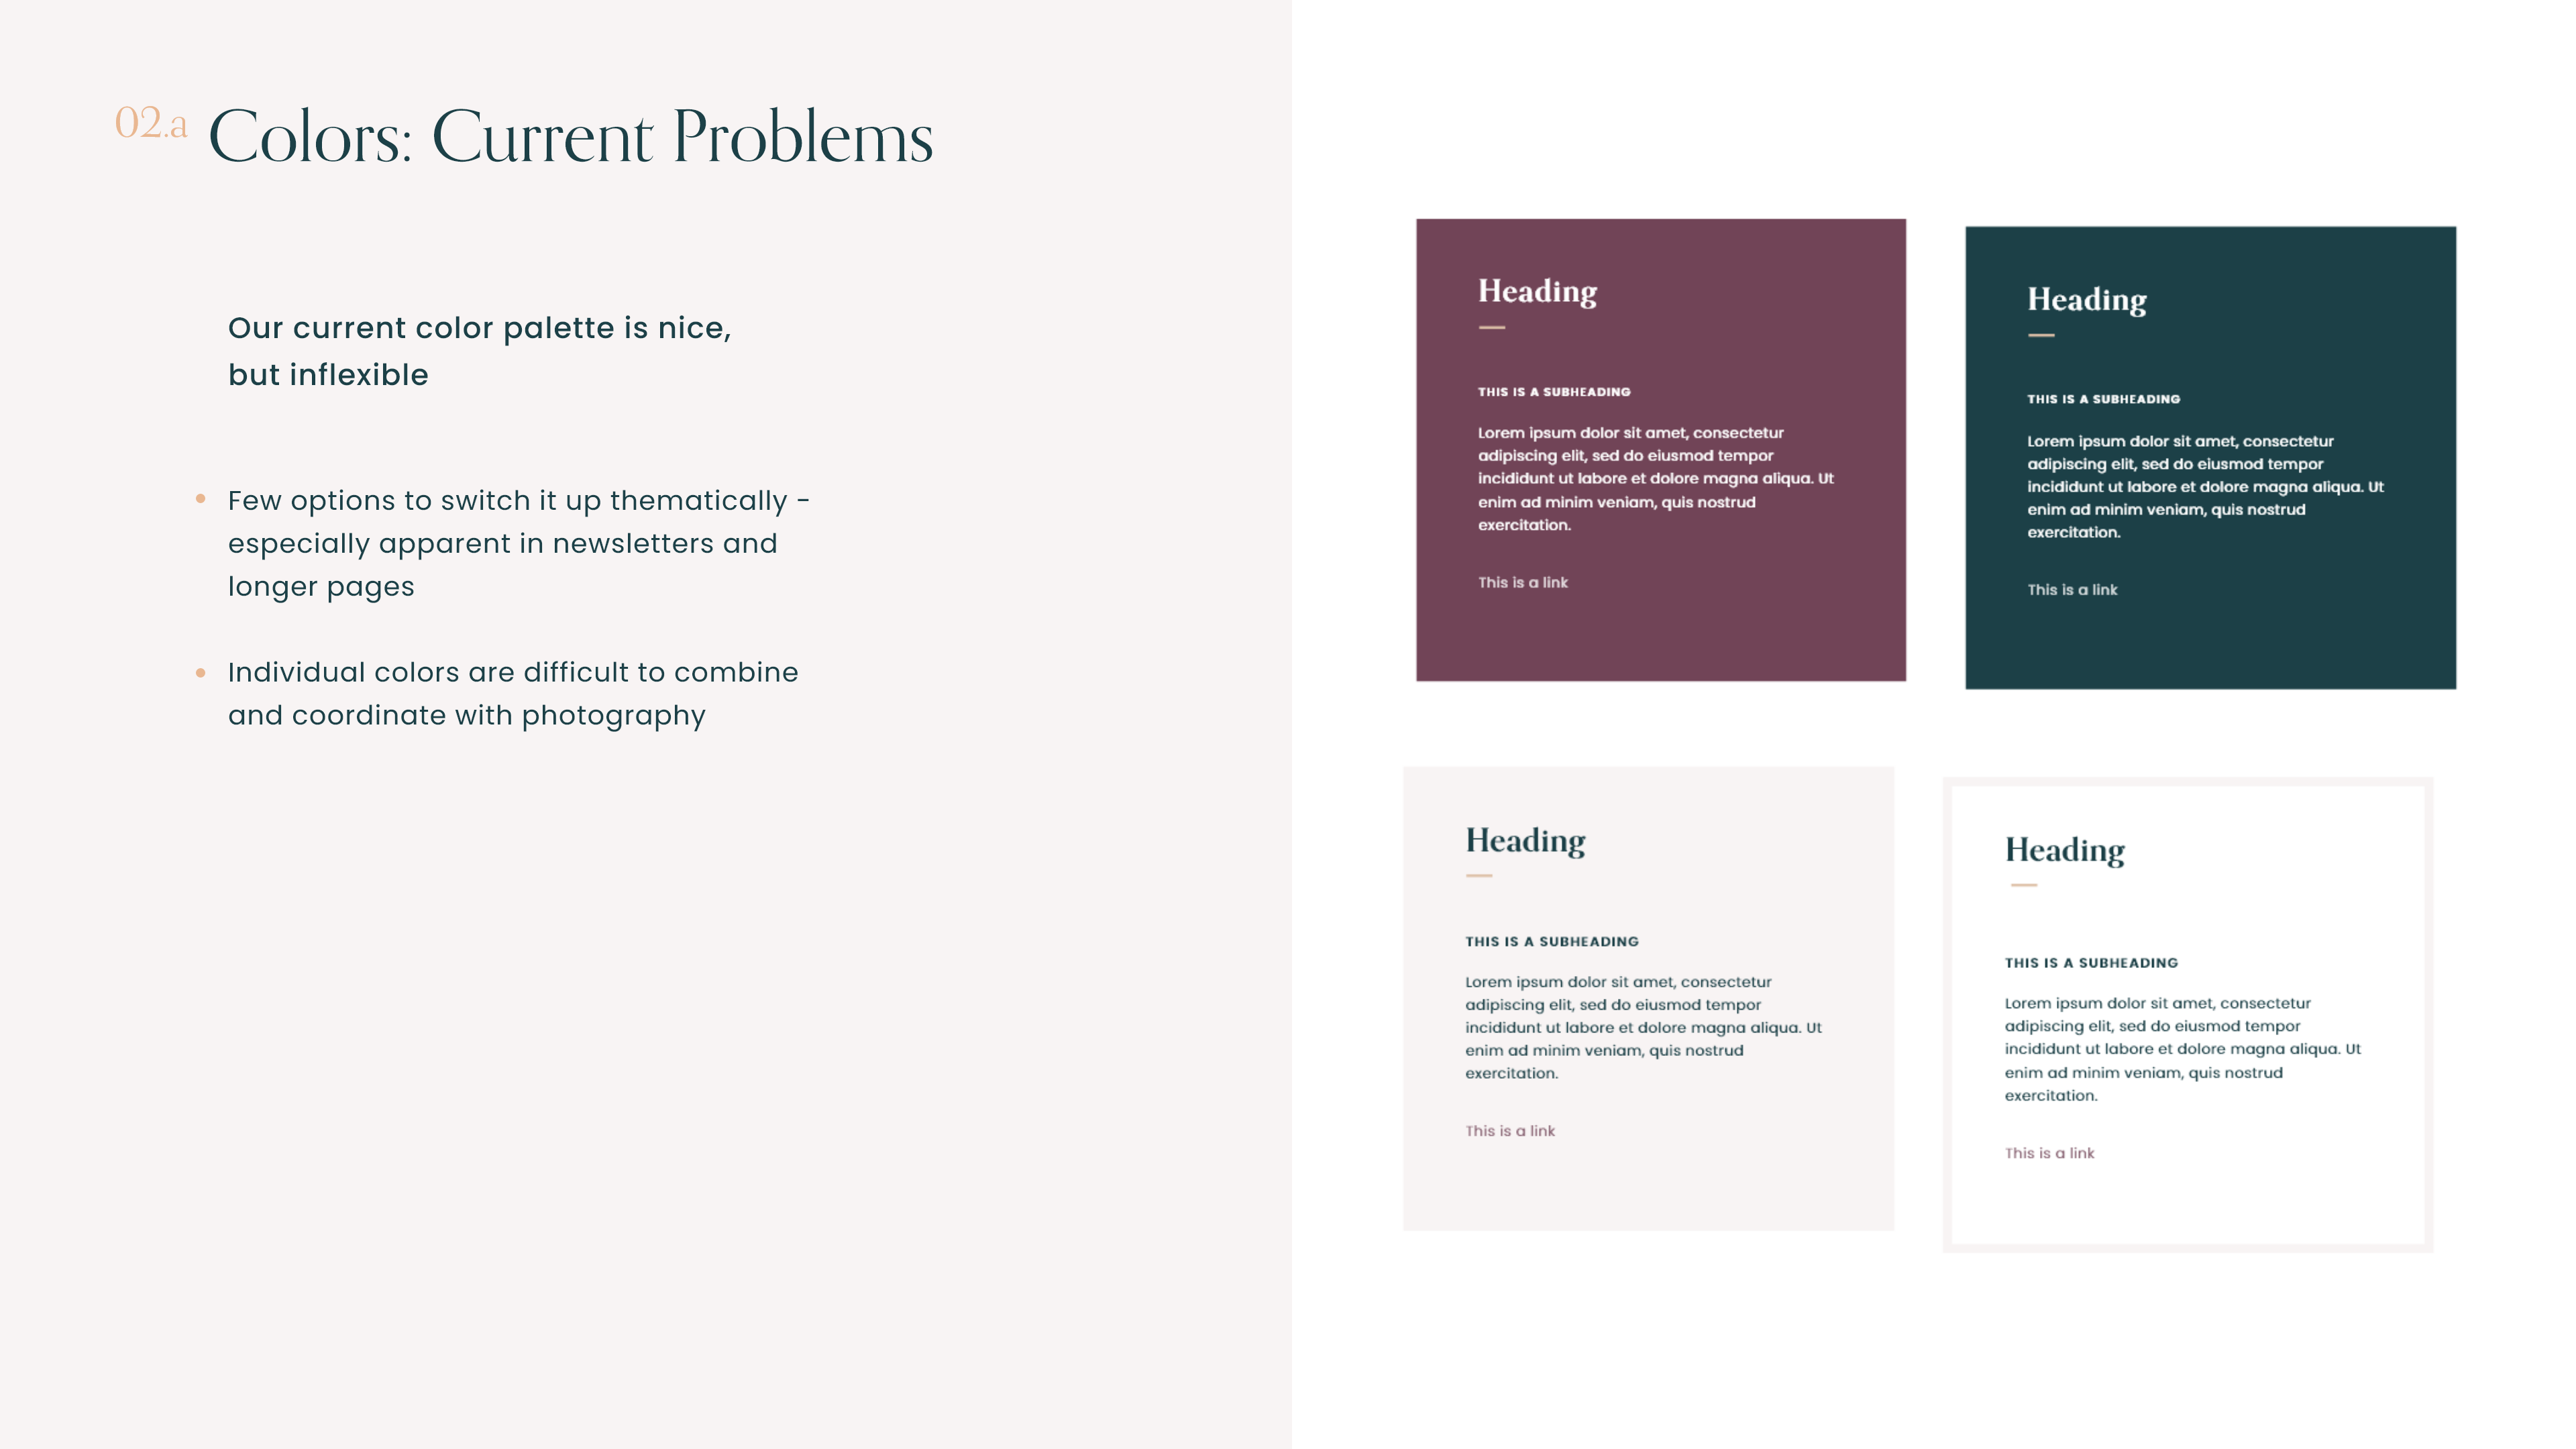 02.a Colors: Current Problems
Our current color palette is nice,
but inflexible
Few options to switch it up thematically -
especially apparent in newsletters and
longer pages
Individual colors are difficult to combine
and coordinate with photography
Heading
THIS IS A SUBHEADING
Lorem ipsum dolor sit amet, consectetur
adipiscing elit, sed do eiusmod tempor
incididunt ut labore et dolore magna aliqua. Ut
enim ad minim veniam, quis nostrud
exercitation.
This is a link
Heading
THIS IS A SUBHEADING
Lorem ipsum dolor sit amet, consectetur
adipiscing elit, sed do eiusmod tempor
incididunt ut labore et dolore magna aliqua. Ut
enim ad minim veniam, quis nostrud
exercitation.
This is a link
Heading
THIS IS A SUBHEADING
Lorem ipsum dolor sit amet, consectetur
adipiscing elit, sed do eiusmod tempor
incididunt ut labore et dolore magna aliqua. Ut
enim ad minim veniam, quis nostrud
exercitation.
This is a link
Heading
THIS IS A SUBHEADING
Lorem ipsum dolor sit amet, consectetur
adipiscing elit, sed do eiusmod tempor
incididunt ut labore et dolore magna aliqua. Ut
enim ad minim veniam, quis nostrud
exercitation.
This is a link